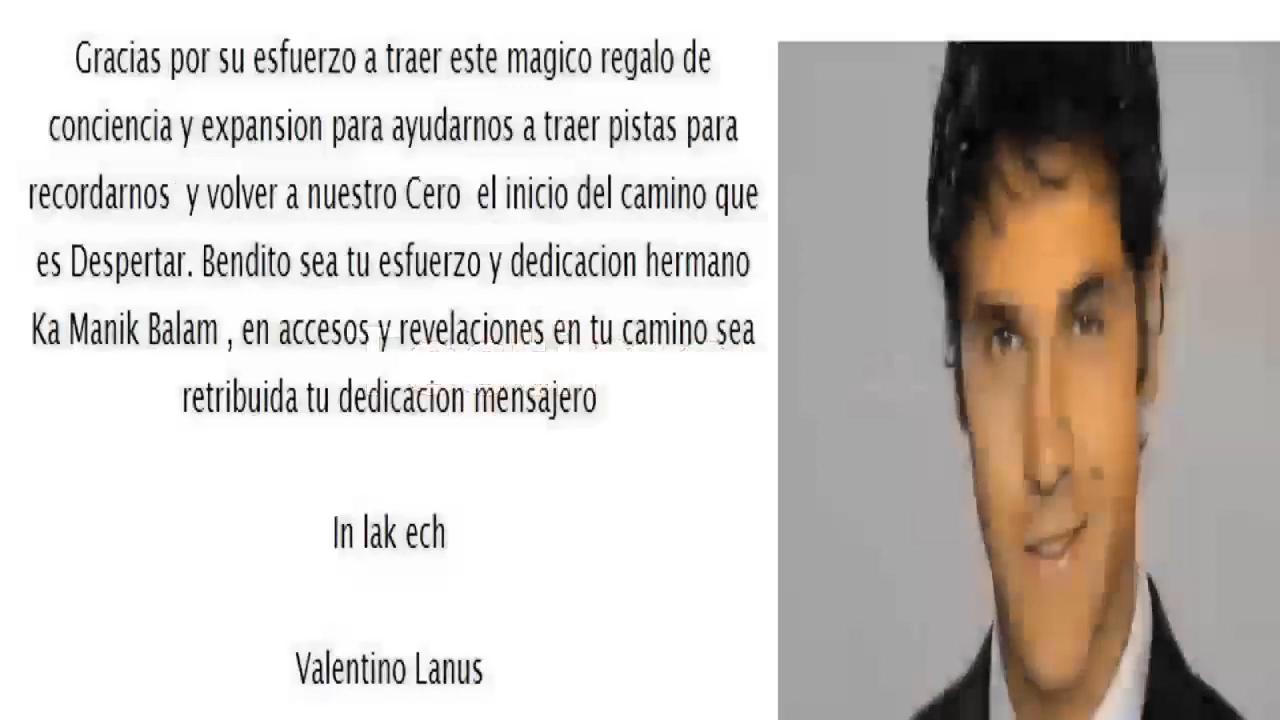 Gracias por su esfuerzo a traer este magico regalo de
conciencia y expansion para ayudarnos a traer pistas para
recordarnos y volver a nuestro Cero el inicio del camino que
es Despertar. Bendito sea tu esfuerzo y dedicacion hermano
Ka Manik Balam , en accesos y revelaciones en tu camino sea
retribuida tu dedicacion mensajero
In lak ech
Valentino Lanus